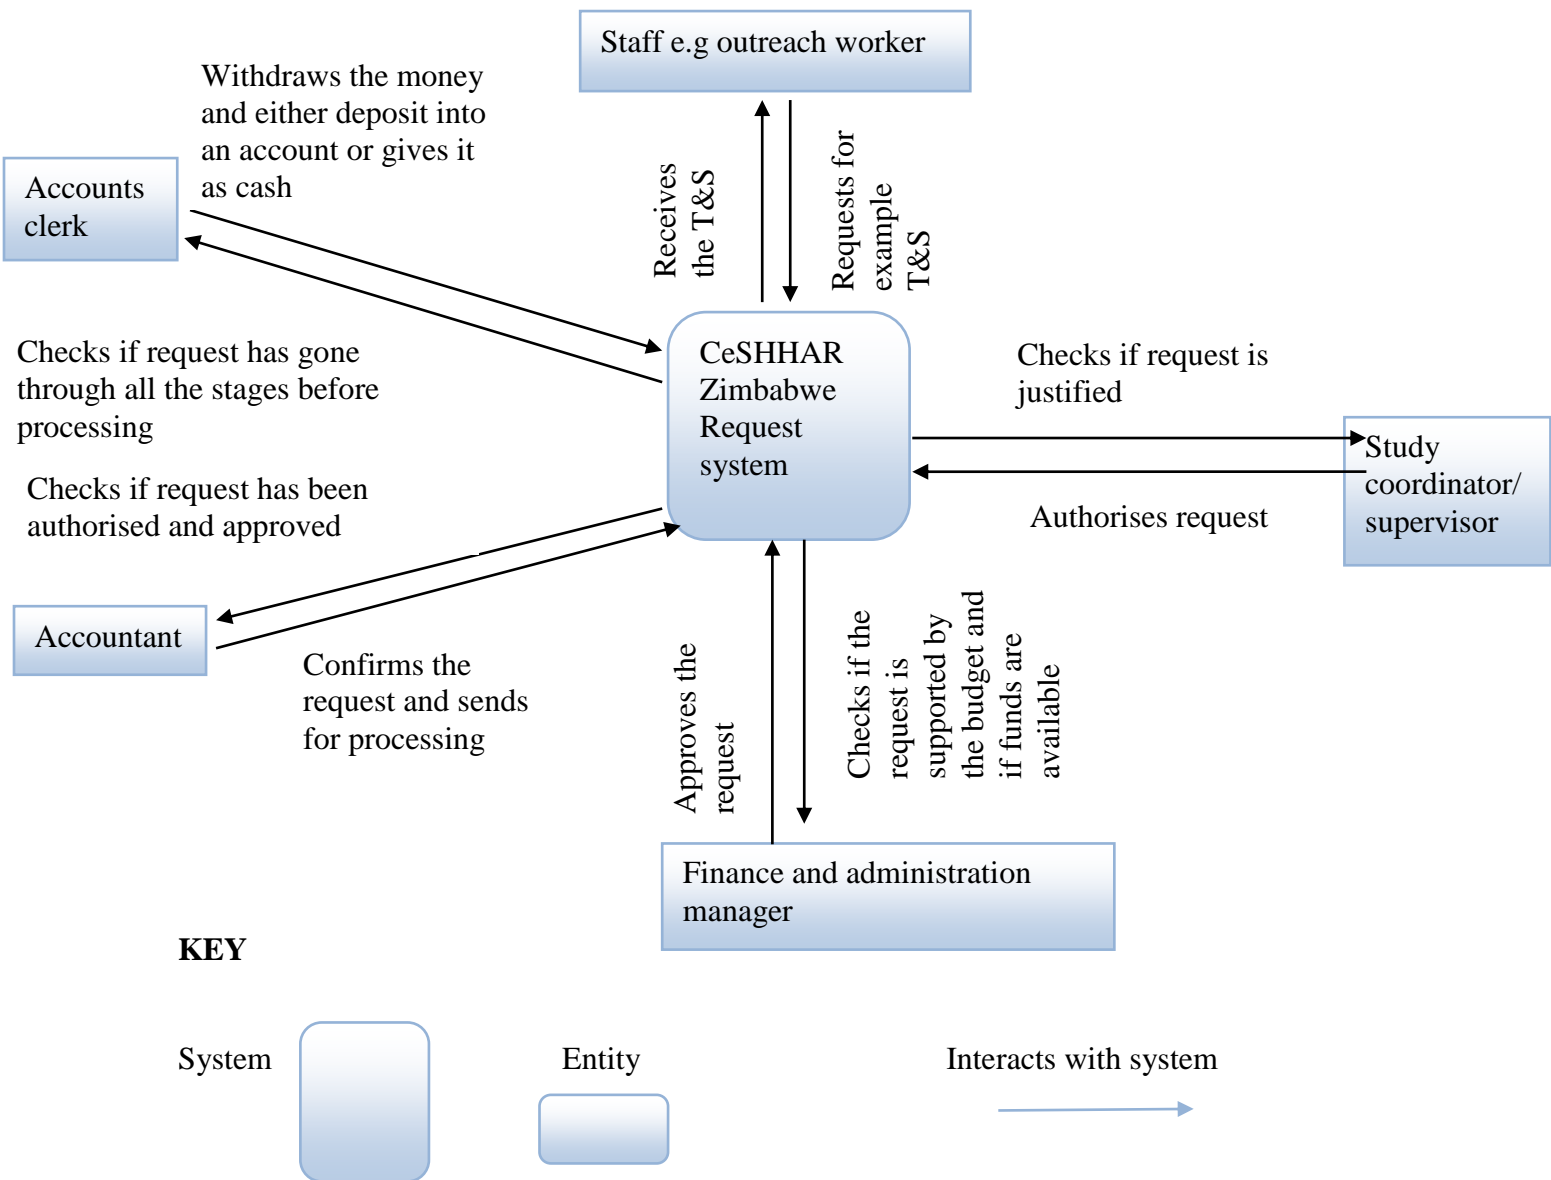 Staff e.g outreach worker
Withdraws the money
and either deposit into
an account or gives it
as cash
Accounts
clerk
Receives
the T&S
Requests for
example
T&S
Checks if request has gone
through all the stages before
processing
CeSHHAR
Zimbabwe
Request
system
Checks if request is
justified
Study
coordinator/
supervisor
Authorises request
Checks if request has been
authorised and approved
Accountant
Confirms the
request and sends
for processing
Approves the
request
Checks if the
request is
supported by
the budget and
if funds are
available
Finance and administration
manager
KEY
System
Entity
Interacts with system